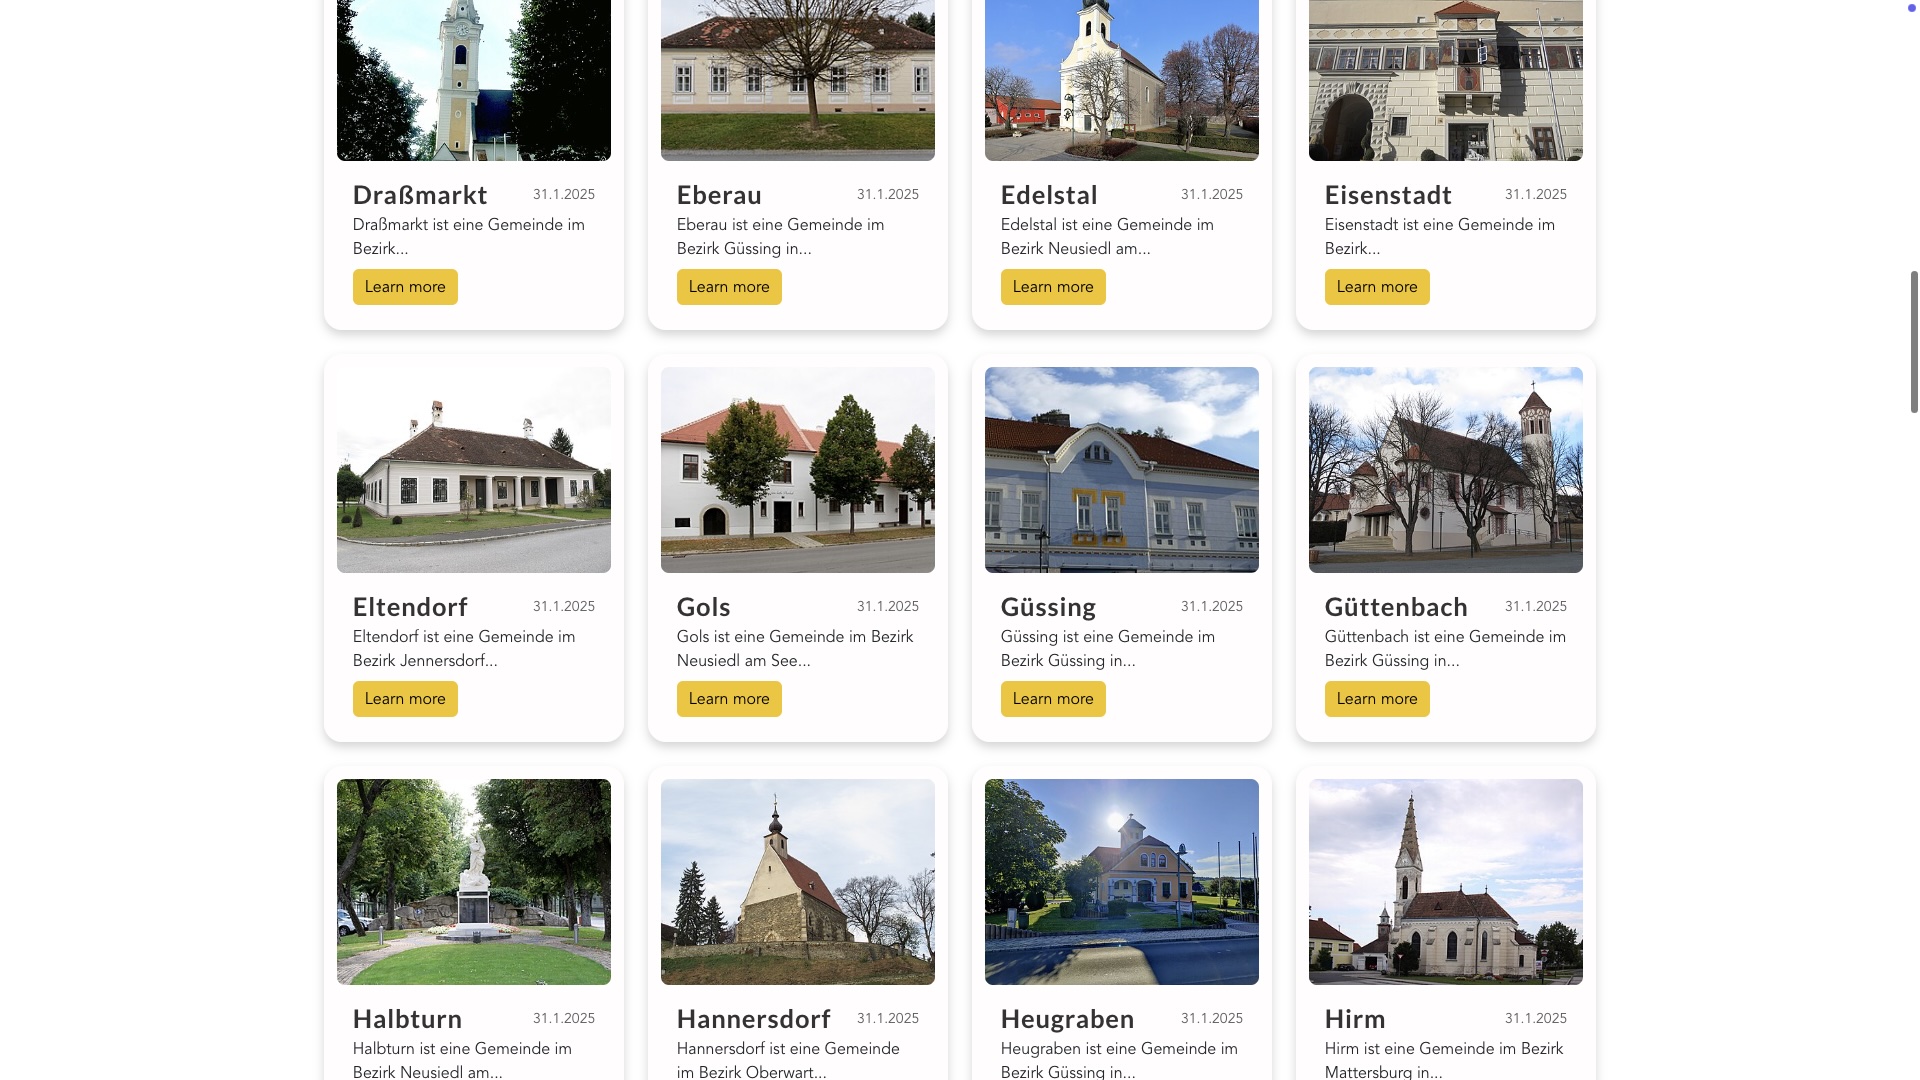 Draßmarkt
31.1.2025
Draßmarkt ist eine Gemeinde im
Bezirk...
Learn more
Eberau
31.1.2025
Eberau ist eine Gemeinde im
Bezirk Güssing in...
Learn more
Edelstal
31.1.2025
Edelstal ist eine Gemeinde im
Bezirk Neusiedl am...
Learn more
Eisenstadt
31.1.2025
Eisenstadt ist eine Gemeinde im
Bezirk...
Learn more
Eltendorf
31.1.2025
Eltendorf ist eine Gemeinde im
Bezirk Jennersdorf...
Learn more
Gols
31.1.2025
Gols ist eine Gemeinde im Bezirk
Neusiedl am See...
Learn more
Güssing
31.1.2025
Güssing ist eine Gemeinde im
Bezirk Güssing in...
Learn more
Güttenbach
31.1.2025
Güttenbach ist eine Gemeinde im
Bezirk Güssing in...
Learn more
Halbturn
31.1.2025
Halbturn ist eine Gemeinde im
Bezirk Neusiedl am...
Hannersdorf
31.1.2025
Hannersdorf ist eine Gemeinde
im Bezirk Oberwart...
Heugraben
31.1.2025
Heugraben ist eine Gemeinde im
Bezirk Güssing in...
Hirm
31.1.2025
Hirm ist eine Gemeinde im Bezirk
Mattersburg in...